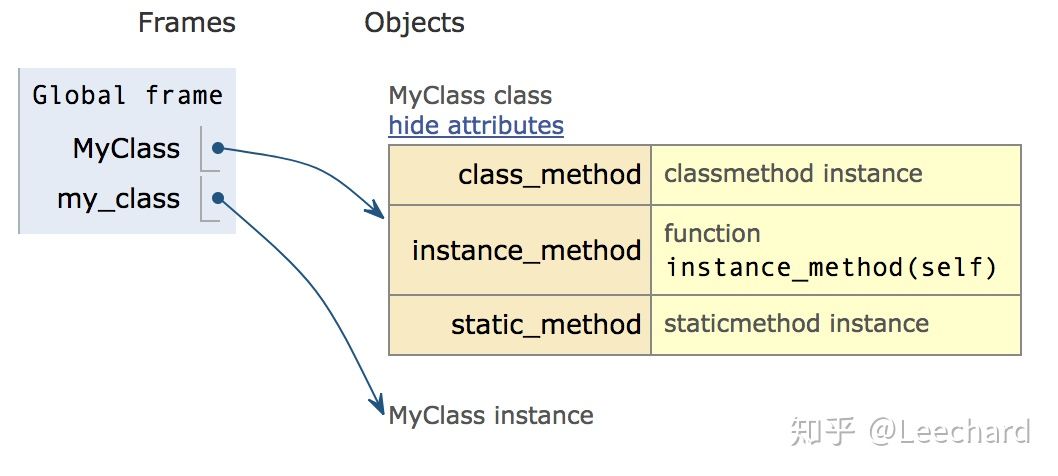 Frames Objects
Global frame
MyClass
my_class
MyClass class
hide attributes
class_method classmethod instance
instance_method function
instance_method(self)
static_method staticmethod instance
MyClass instance
知乎 @Leechard